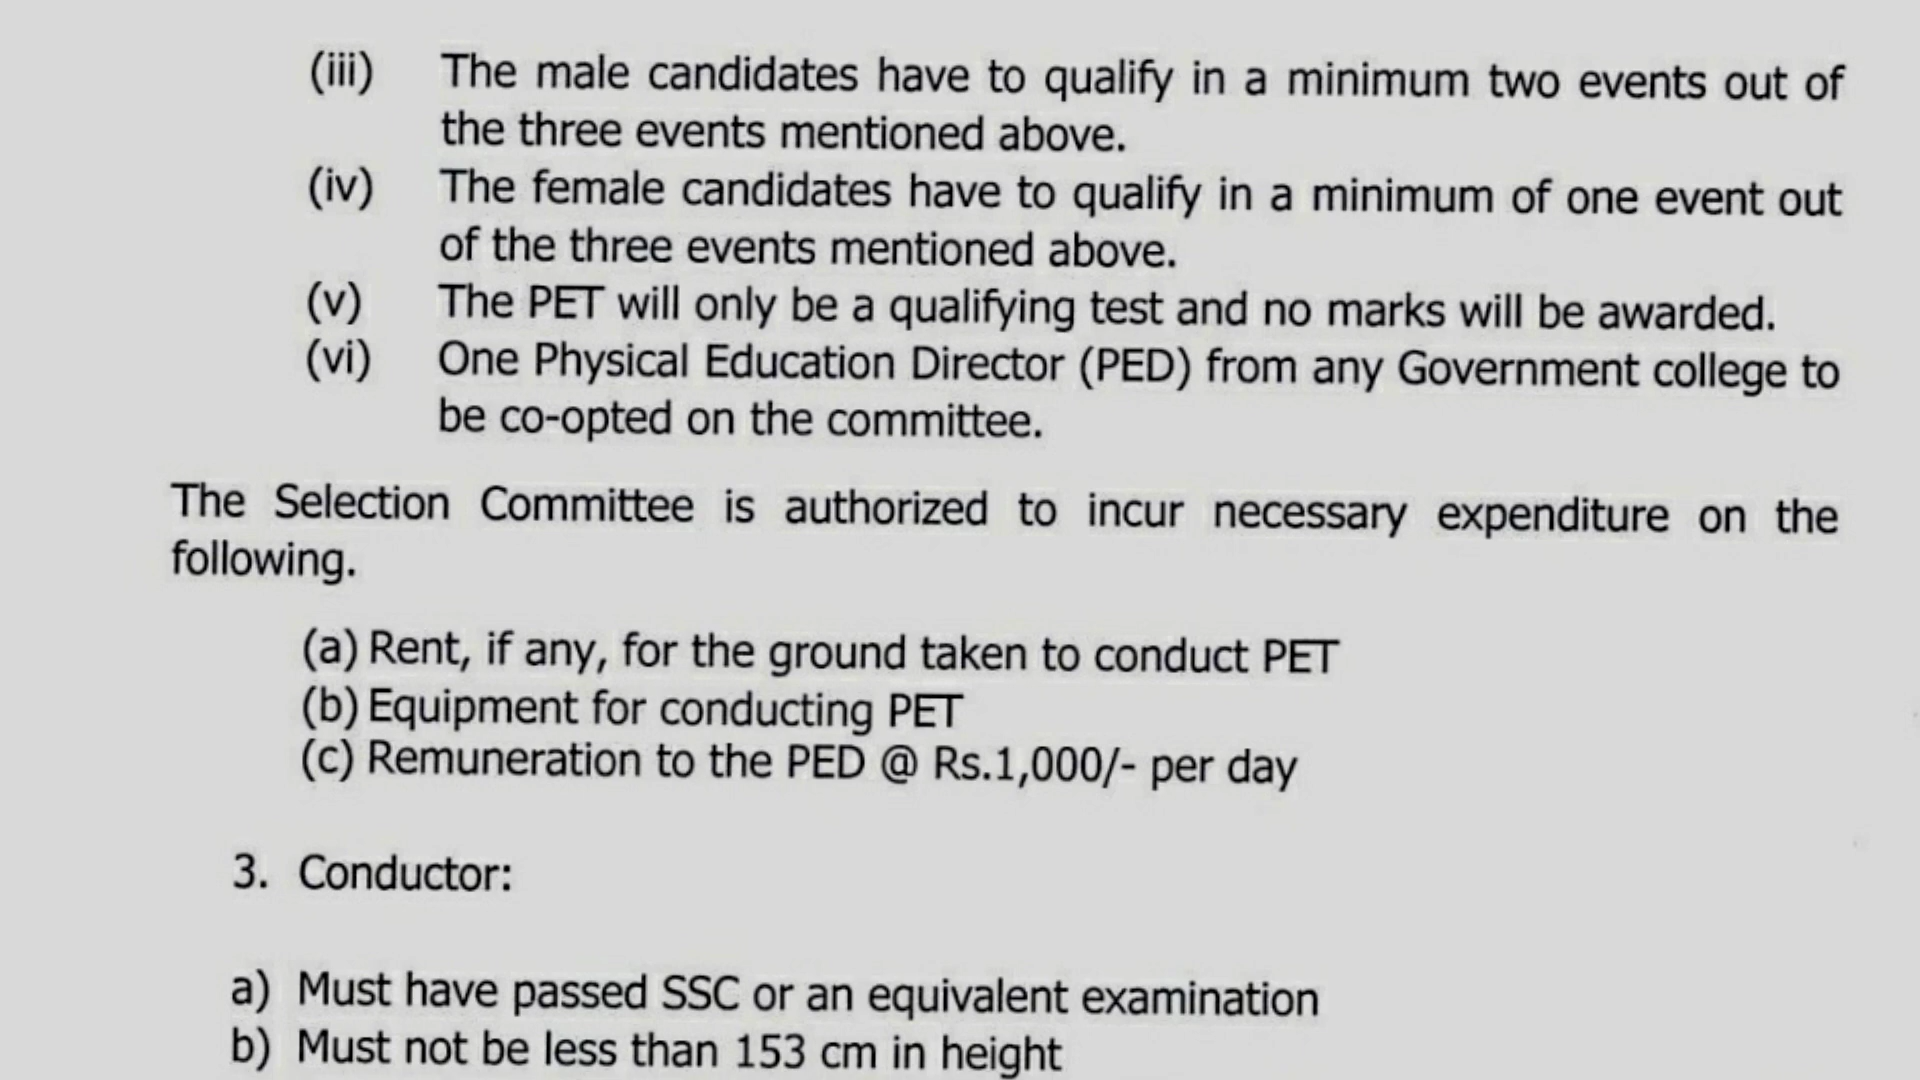 (iii) The male candidates have to qualify in a minimum two events out of
the three events mentioned above.
(iv) The female candidates have to qualify in a minimum of one event out
of the three events mentioned above.
(v) The PET will only be a qualifying test and no marks will be awarded.
(vi) One Physical Education Director (PED) from any Government college to
be co-opted on the committee.
The Selection Committee is authorized to incur necessary expenditure on the
following.
(a) Rent, if any, for the ground taken to conduct PET
(b) Equipment for conducting PET
(c) Remuneration to the PED @ Rs.1,000/- per day
3. Conductor:
a) Must have passed SSC or an equivalent examination
b) Must not be less than 153 cm in height